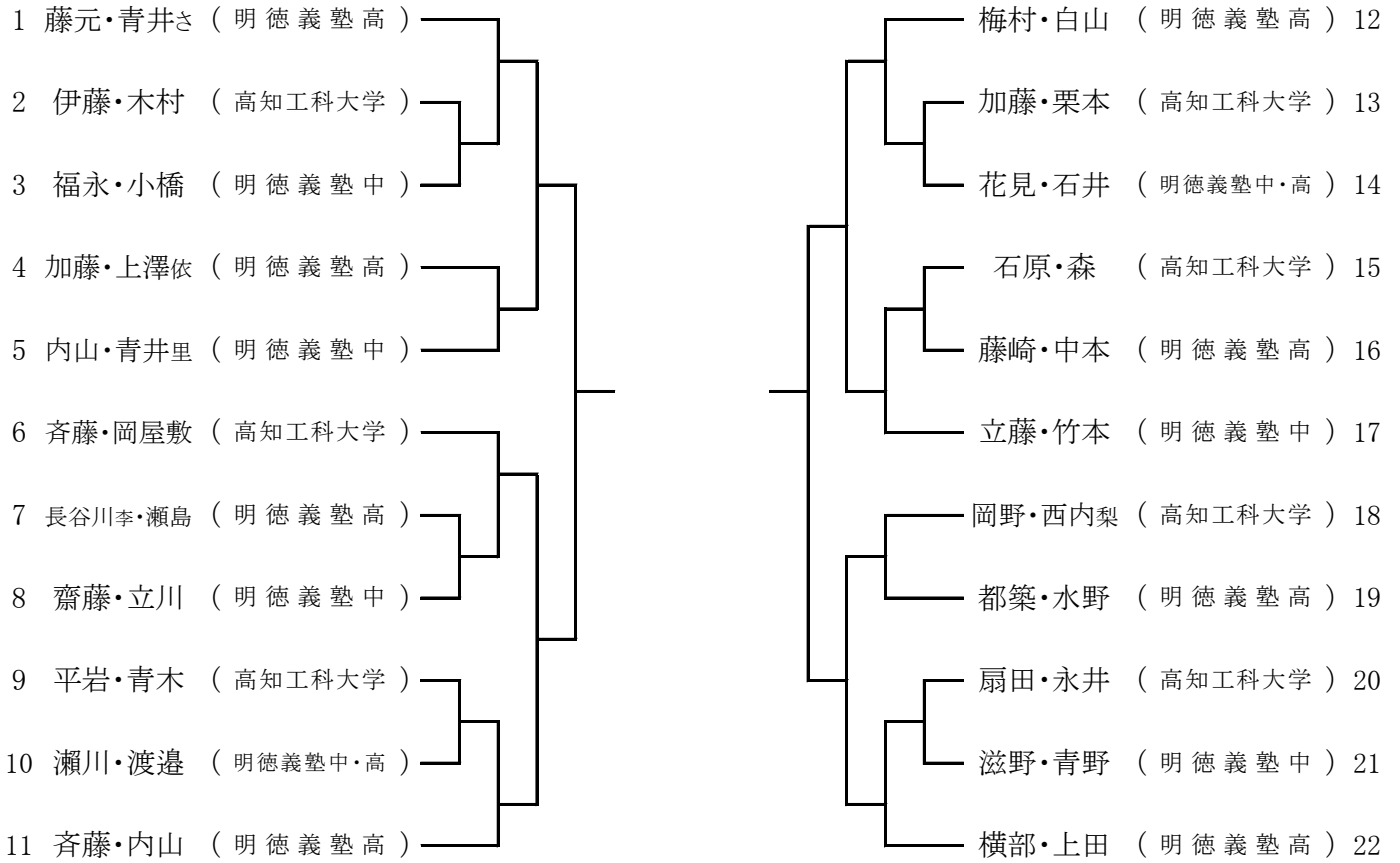 1 藤元・青井さ ( 明徳義塾高 )
2 伊藤・木村 ( 高知工科大学 )
3 福永・小橋 ( 明徳義塾中 )
4 加藤・上澤依 ( 明徳義塾高 )
5 内山・青井里 ( 明徳義塾中 )
6 斉藤・岡屋敷 ( 高知工科大学 )
7 長谷川李・瀬島 ( 明徳義塾高 )
8 齋藤・立川 ( 明徳義塾中 )
9 平岩・青木 ( 高知工科大学 )
10 瀬川・渡邉 ( 明徳義塾中・高 )
11 斉藤・内山 ( 明徳義塾高 )
梅村・白山 ( 明徳義塾高 ) 12
加藤・栗本 ( 高知工科大学 ) 13
花見・石井 ( 明徳義塾中・高 ) 14
石原・森 ( 高知工科大学 ) 15
藤崎・中本 ( 明徳義塾高 ) 16
立藤・竹本 ( 明徳義塾中 ) 17
岡野・西内梨 ( 高知工科大学 ) 18
都築・水野 ( 明徳義塾高 ) 19
扇田・永井 ( 高知工科大学 ) 20
滋野・青野 ( 明徳義塾中 ) 21
横部・上田 ( 明徳義塾高 ) 22